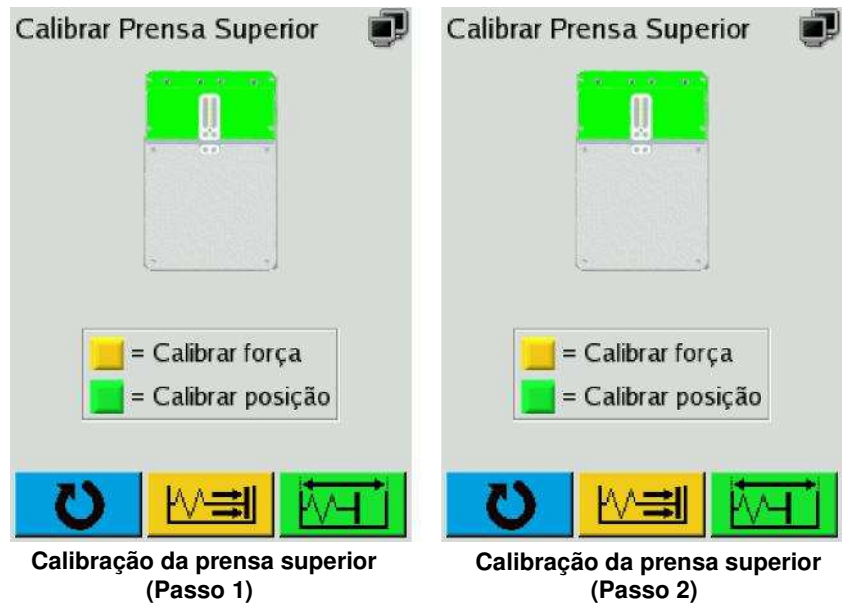 Calibrar Prensa Superior
= Calibrar força
= Calibrar posição
Calibração da prensa superior
(Passo 1)
Calibrar Prensa Superior
= Calibrar força
= Calibrar posição
Calibração da prensa superior
(Passo 2)